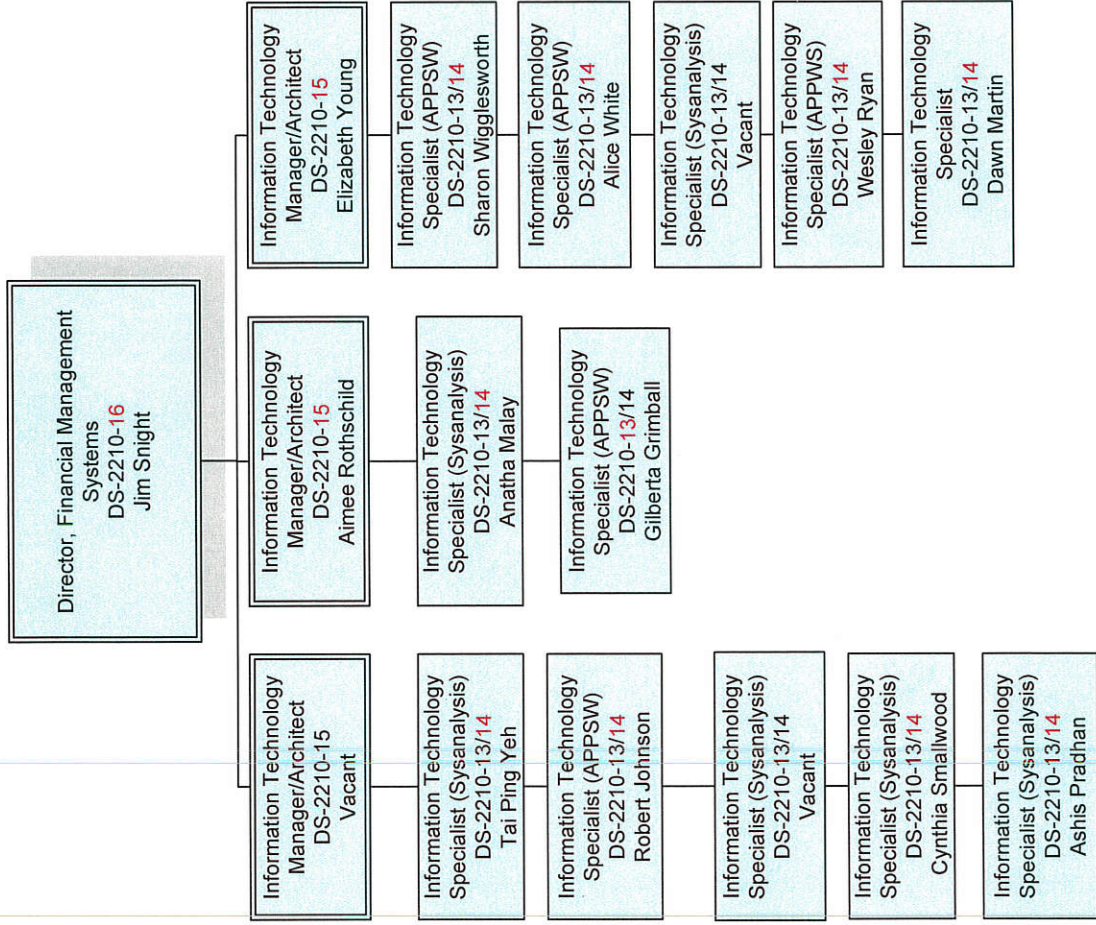 Director, Financial Management
Systems
DS-2210-16
Jim Snight
Information Technology
Manager/Architect
DS-2210-15
Vacant
Information Technology
Specialist (Sysanalysis)
DS-2210-13/14
Tai Ping Yeh
Information Technology
Specialist (APPSW)
DS-2210-13/14
Robert Johnson
Information Technology
Specialist (Sysanalysis)
DS-2210-13/14
Vacant
Information Technology
Specialist (Sysanalysis)
DS-2210-13/14
Cynthia Smallwood
Information Technology
Specialist (Sysanalysis)
DS-2210-13/14
Ashis Pradhan
Information Technology
Manager/Architect
DS-2210-15
Aimee Rothschild
Information Technology
Specialist (Sysanalysis)
DS-2210-13/14
Anatha Malay
Information Technology
Specialist (APPSW)
DS-2210-13/14
Gilberta Grimball
Information Technology
Manager/Architect
DS-2210-15
Elizabeth Young
Information Technology
Specialist (APPSW)
DS-2210-13/14
Sharon Wigglesworth
Information Technology
Specialist (APPSW)
DS-2210-13/14
Alice White
Information Technology
Specialist (Sysanalysis)
DS-2210-13/14
Vacant
Information Technology
Specialist (APPWS)
DS-2210-13/14
Wesley Ryan
Information Technology
Specialist
DS-2210-13/14
Dawn Martin